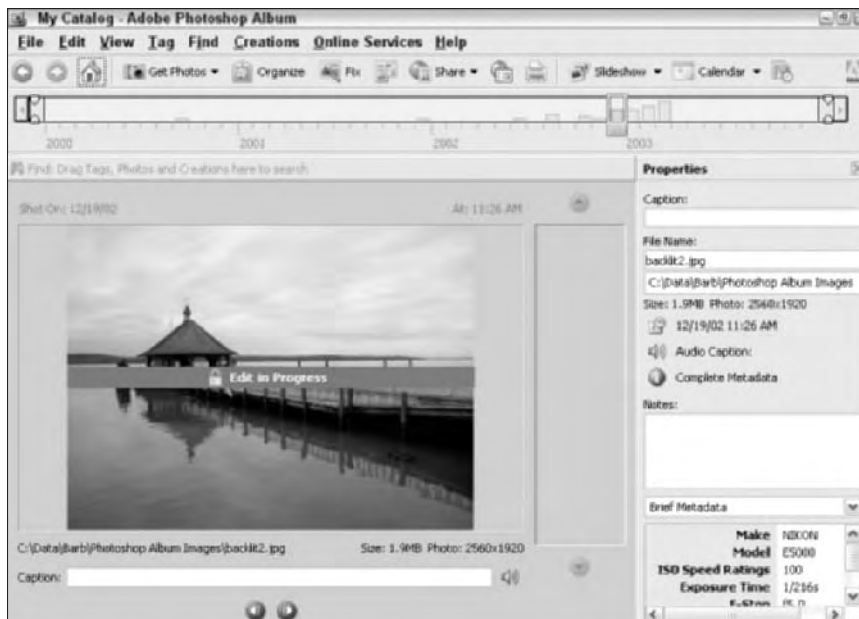 My Catalog - Adobe Photoshop Album
File Edit View Tag Find Creations Online Services Help
Get Photos Organize Fix Share Slideshow Calendar
2000 2001 2002 2003
Find: Drag Tags, Photos and Creations here to search
Shot On: 12/19/02 At: 11:26 AM
Edit in Progress
C:\Data\Barb\Photoshop Album Images\backlit2.jpg Size: 1.9MB Photo: 2560x1920
Caption:
Properties
Caption:
File Name:
backlit2.jpg
C:\Data\Barb\Photoshop Album Images
Size: 1.9MB Photo: 2560x1920
12/19/02 11:26 AM
Audio Caption:
Complete Metadata
Notes:
Brief Metadata
Make NIKON
Model E5000
ISO Speed Ratings 100
Exposure Time 1/216s
F-Stop